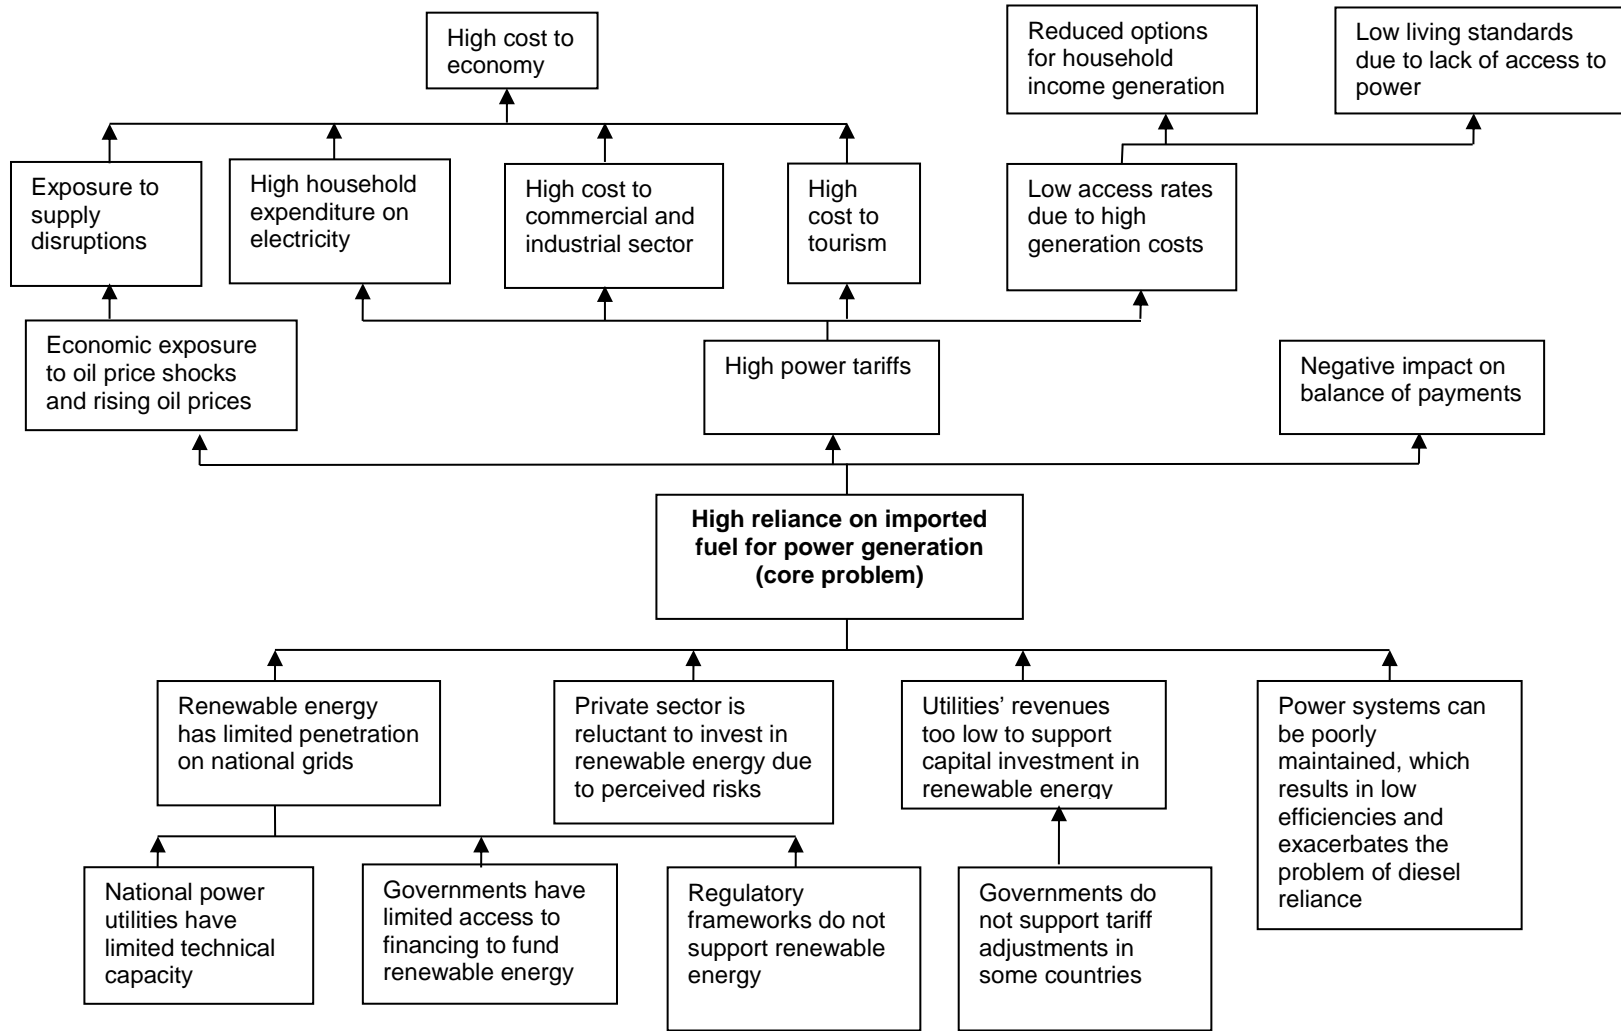 High cost to
economy
Reduced options
for household
income generation
Low living standards
due to lack of access to
power
Exposure to
supply
disruptions
High household
expenditure on
electricity
High cost to
commercial and
industrial sector
High
cost to
tourism
Low access rates
due to high
generation costs
Economic exposure
to oil price shocks
and rising oil prices
High power tariffs
Negative impact on
balance of payments
High reliance on imported
fuel for power generation
(core problem)
Renewable energy
has limited penetration
on national grids
Private sector is
reluctant to invest in
renewable energy due
to perceived risks
Utilities’ revenues
too low to support
capital investment in
renewable energy
Power systems can
be poorly
maintained, which
results in low
efficiencies and
exacerbates the
problem of diesel
reliance
National power
utilities have
limited technical
capacity
Governments have
limited access to
financing to fund
renewable energy
Regulatory
frameworks do not
support renewable
energy
Governments do
not support tariff
adjustments in
some countries